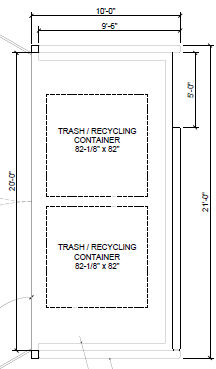 10'-0"
9'-6"
5'-0"
TRASH / RECYCLING
CONTAINER
82-1/8" x 82"
20'-0"
21'-0"
TRASH / RECYCLING
CONTAINER
82-1/8" x 82"